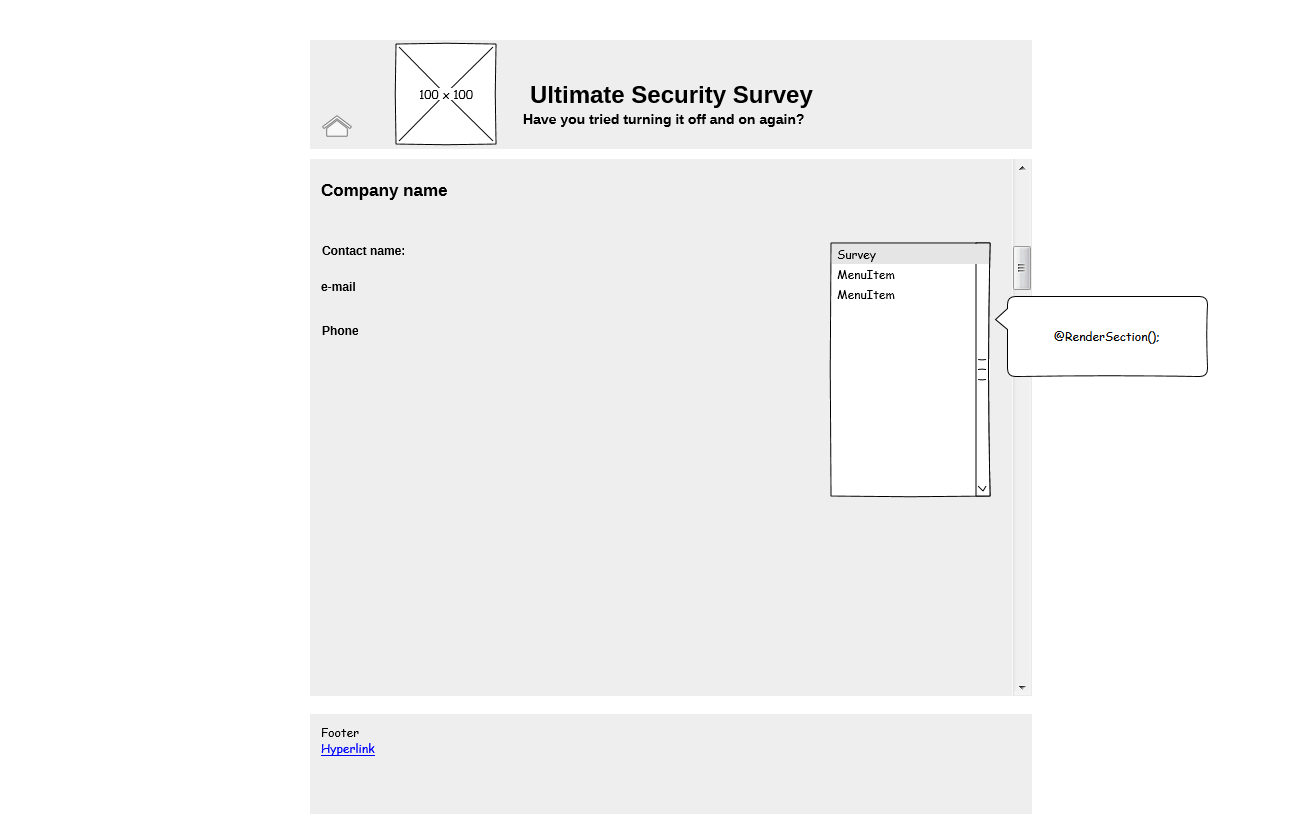 100 x 100
Ultimate Security Survey
Have you tried turning it off and on again?
Company name
Contact name:
e-mail
Phone
Survey
MenuItem
MenuItem
@RenderSection();
Footer
Hyperlink